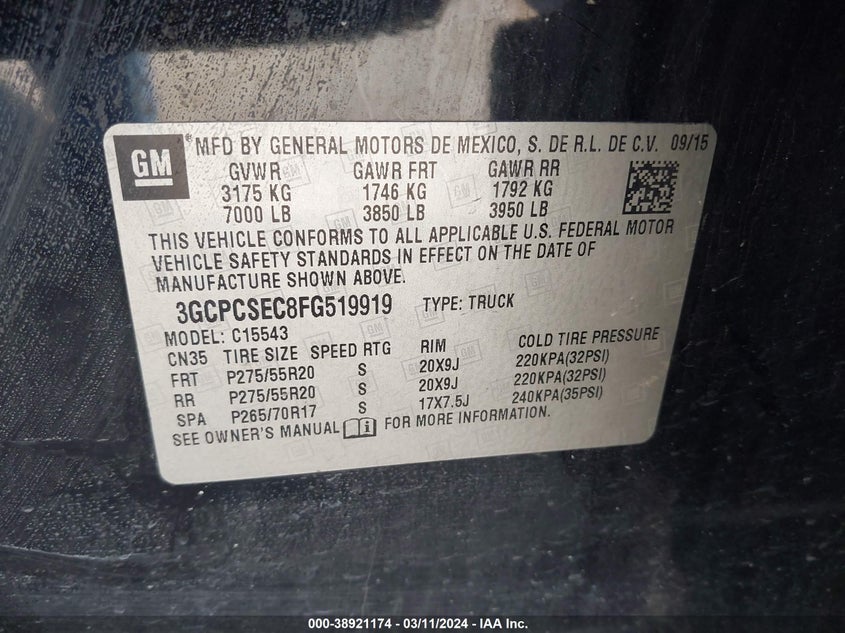 GM MFD BY GENERAL MOTORS DE MEXICO, S. DE R.L. DE C.V. 09/15
GVWR GAWR FRT GAWR RR
3175 KG 1746 KG 1792 KG
7000 LB 3850 LB 3950 LB
THIS VEHICLE CONFORMS TO ALL APPLICABLE U.S. FEDERAL MOTOR
VEHICLE SAFETY STANDARDS IN EFFECT ON THE DATE OF
MANUFACTURE SHOWN ABOVE.
3GCPCSEC8FG519919 TYPE: TRUCK
MODEL: C15543
CN35 TIRE SIZE SPEED RTG RIM COLD TIRE PRESSURE
FRT P275/55R20 S 20X9J 220KPA(32PSI)
RR P275/55R20 S 20X9J 220KPA(32PSI)
SPA P265/70R17 S 17X7.5J 240KPA(35PSI)
SEE OWNER'S MANUAL FOR MORE INFORMATION.
000-38921174 - 03/11/2024 - IAA Inc.